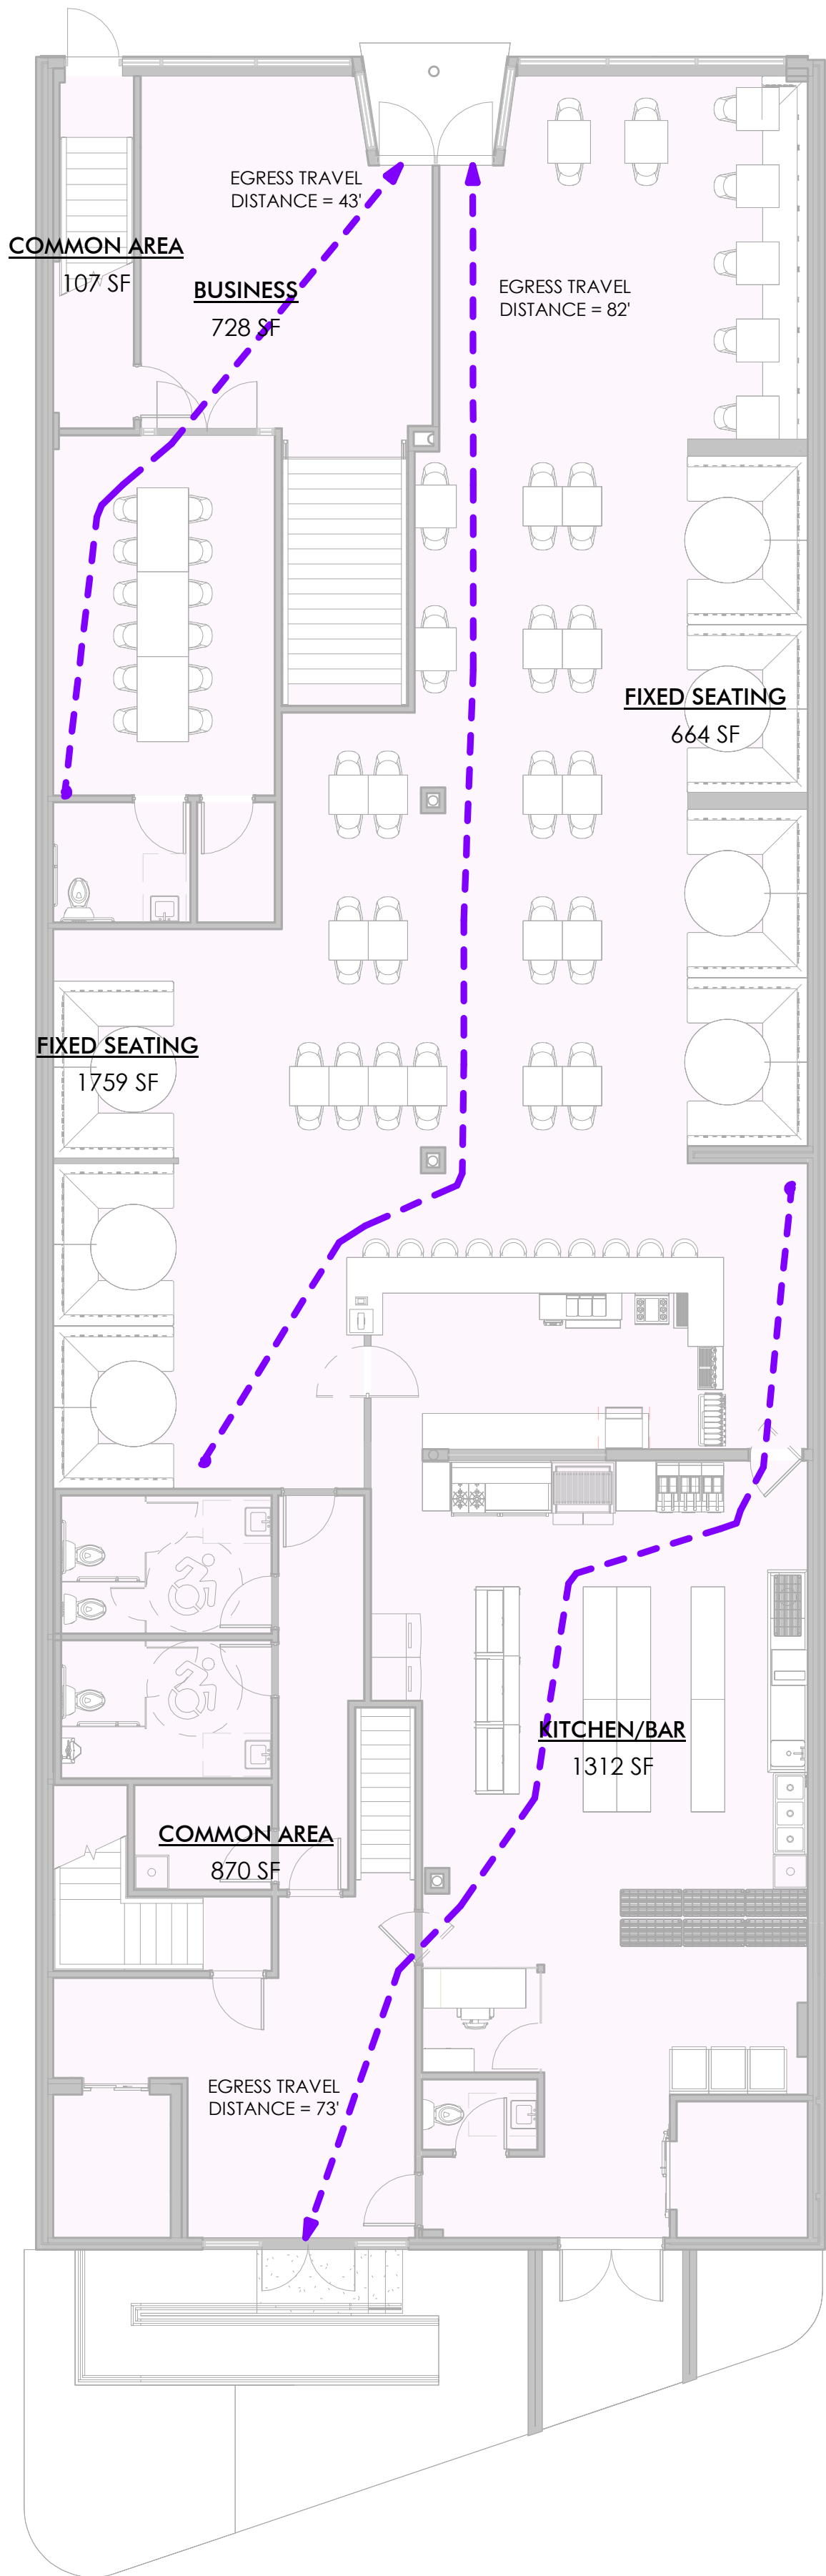 EGRESS TRAVEL
DISTANCE = 43'
COMMON AREA
107 SF
BUSINESS
728 SF
EGRESS TRAVEL
DISTANCE = 82'
FIXED SEATING
664 SF
FIXED SEATING
1759 SF
KITCHEN/BAR
1312 SF
COMMON AREA
870 SF
EGRESS TRAVEL
DISTANCE = 73'